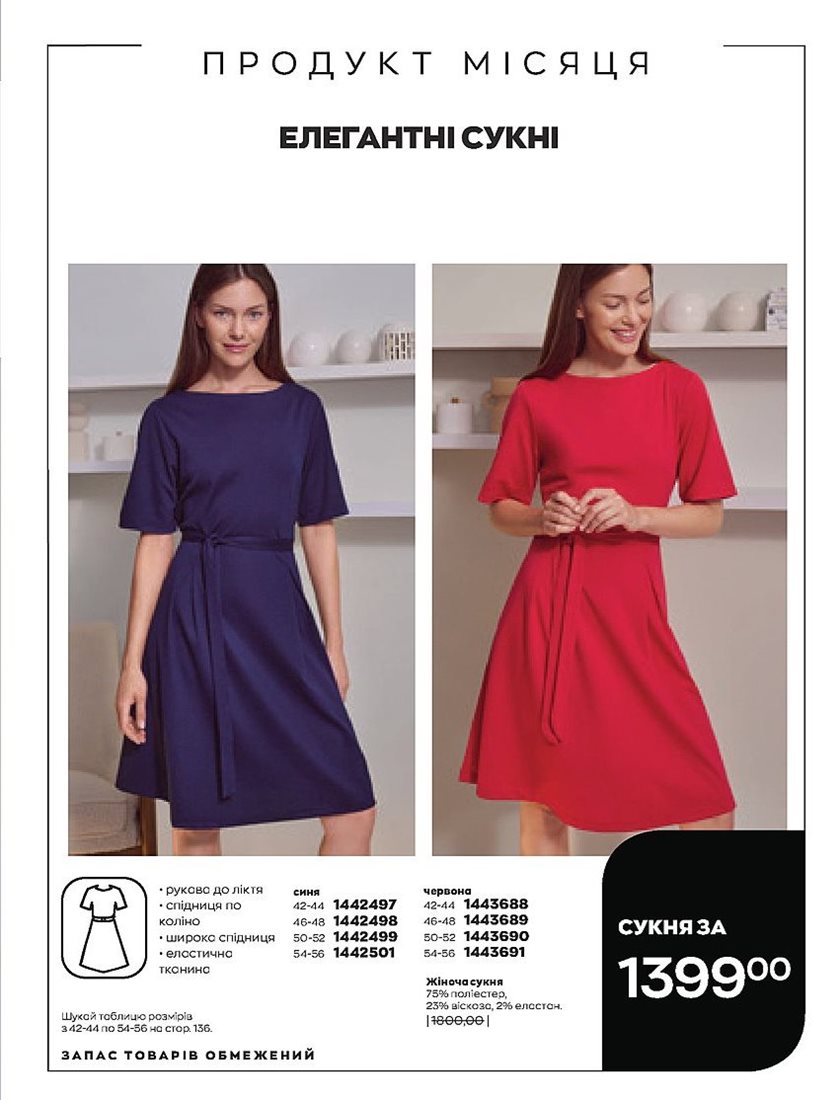 ПРОДУКТ МІСЯЦЯ
ЕЛЕГАНТНІ СУКНІ
• рукава до ліктя
• спідниця по
коліно
• широка спідниця
• еластична
тканина
синя
42-44 1442497
46-48 1442498
50-52 1442499
54-56 1442501
червона
42-44 1443688
46-48 1443689
50-52 1443690
54-56 1443691
Жіноча сукня
75% поліестер,
23% віскоза, 2% еластан.
| 1800,00 |
СУКНЯ ЗА
1399⁰⁰
Шукай таблицю розмірів
з 42-44 по 54-56 на стор. 136.
ЗАПАС ТОВАРІВ ОБМЕЖЕНИЙ